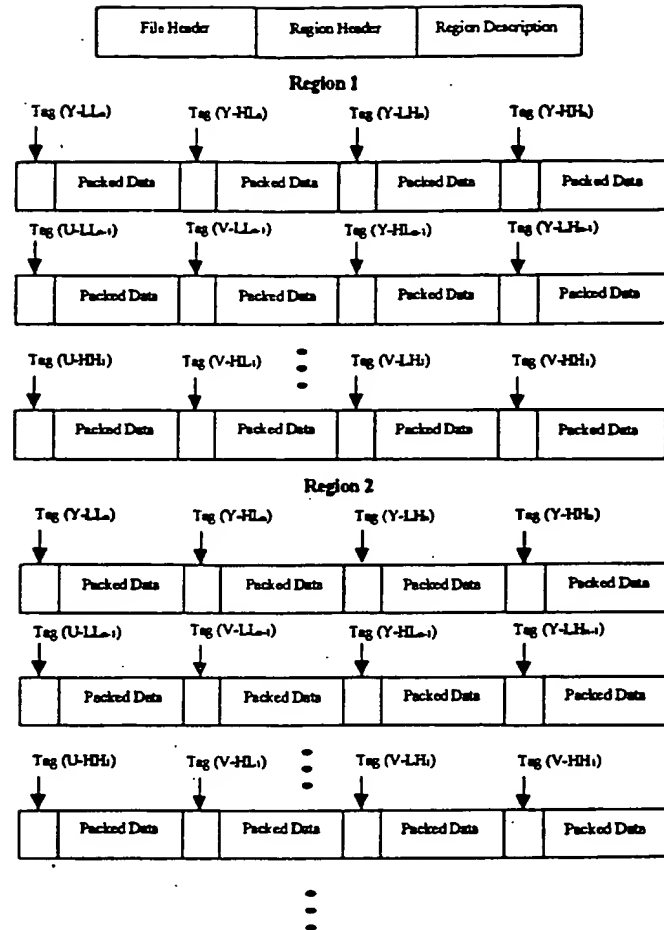 File Header Region Header Region Description
Region 1
Tag (Y-LLₙ) Tag (Y-HLₙ) Tag (Y-LHₙ) Tag (Y-HHₙ)
Packed Data Packed Data Packed Data Packed Data
Tag (U-LLₙ₋₁) Tag (V-LLₙ₋₁) Tag (Y-HLₙ₋₁) Tag (Y-LHₙ₋₁)
Packed Data Packed Data Packed Data Packed Data
Tag (U-HH₁) Tag (V-HL₁) Tag (V-LH₁) Tag (V-HH₁)
Packed Data Packed Data Packed Data Packed Data
Region 2
Tag (Y-LLₙ) Tag (Y-HLₙ) Tag (Y-LHₙ) Tag (Y-HHₙ)
Packed Data Packed Data Packed Data Packed Data
Tag (U-LLₙ₋₁) Tag (V-LLₙ₋₁) Tag (Y-HLₙ₋₁) Tag (Y-LHₙ₋₁)
Packed Data Packed Data Packed Data Packed Data
Tag (U-HH₁) Tag (V-HL₁) Tag (V-LH₁) Tag (V-HH₁)
Packed Data Packed Data Packed Data Packed Data